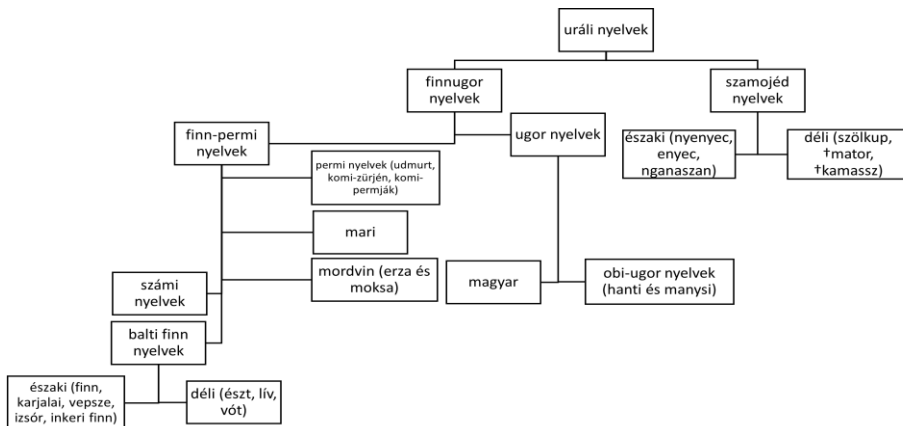 uráli nyelvek
finnugor
nyelvek
szamojéd
nyelvek
finn-permi
nyelvek
ugor nyelvek
északi (nyenyec,
enyec,
nganaszan)
déli (szölkup,
†mator,
†kamassz)
permi nyelvek (udmurt,
komi-zürjén, komi-
permják)
mari
mordvin (erza és
moksa)
magyar
obi-ugor nyelvek
(hanti és manysi)
számi
nyelvek
balti finn
nyelvek
északi (finn,
karjalai, vepsze,
izsór, inkeri finn)
déli (észt, lív,
vót)